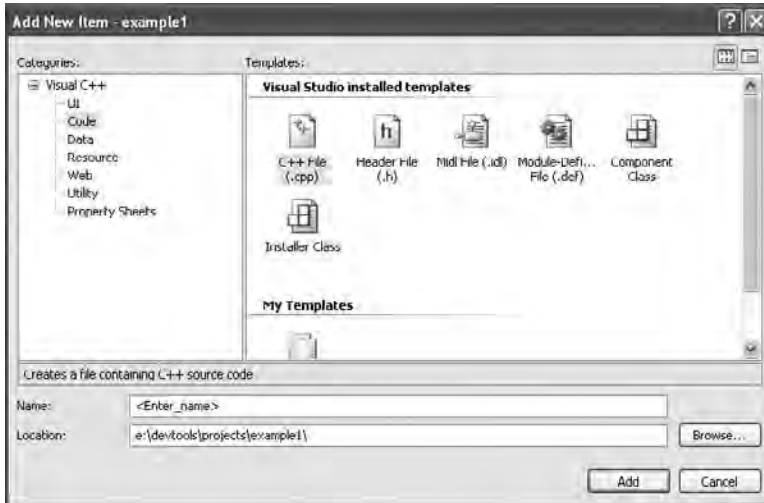 Add New Item - example1
Categories:
Templates:
Visual C++
UI
Code
Data
Resource
Web
Utility
Property Sheets
Visual Studio installed templates
C++ File (.cpp)
Header File (.h)
Midl File (.idl)
Module-Defi... File (.def)
Component Class
Installer Class
My Templates
Creates a file containing C++ source code
Name:
<Enter_name>
Location:
e:\devtools\projects\example1\
Browse...
Add
Cancel